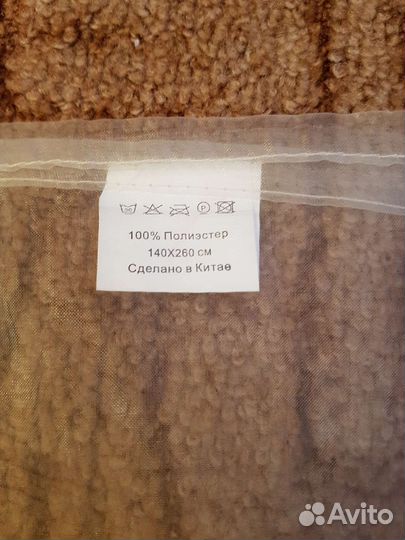 100% Полиэстер
140X260 см
Сделано в Китае
Avito